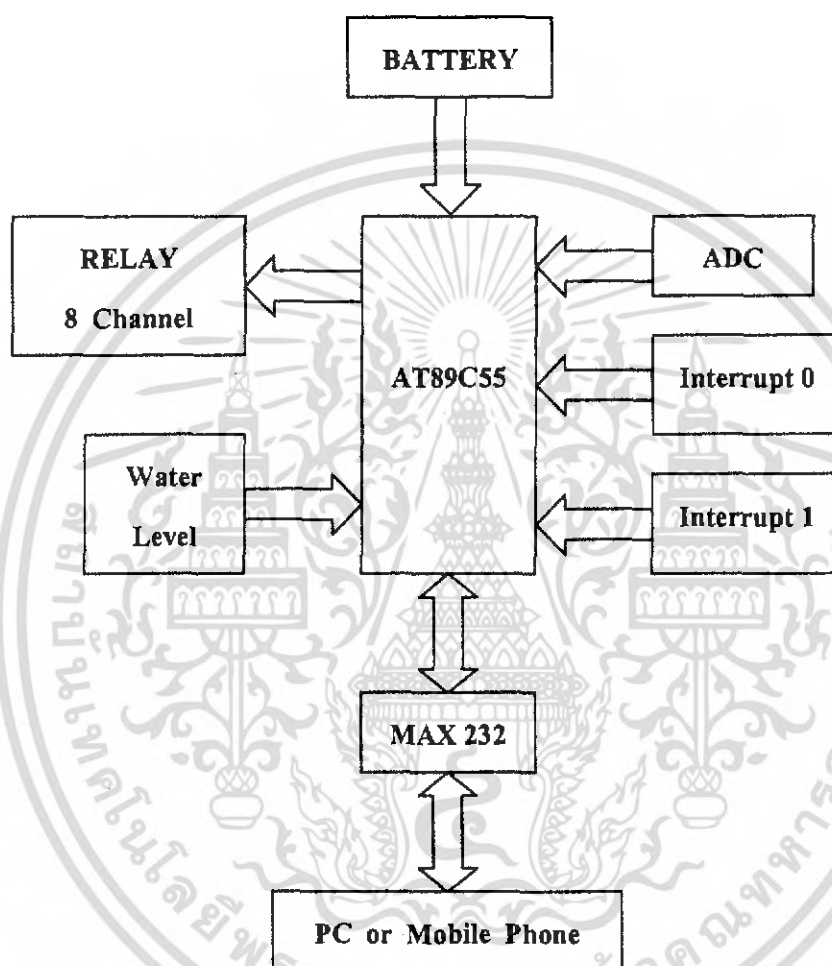 BATTERY
RELAY
8 Channel
AT89C55
ADC
Interrupt 0
Interrupt 1
Water
Level
MAX 232
PC or Mobile Phone